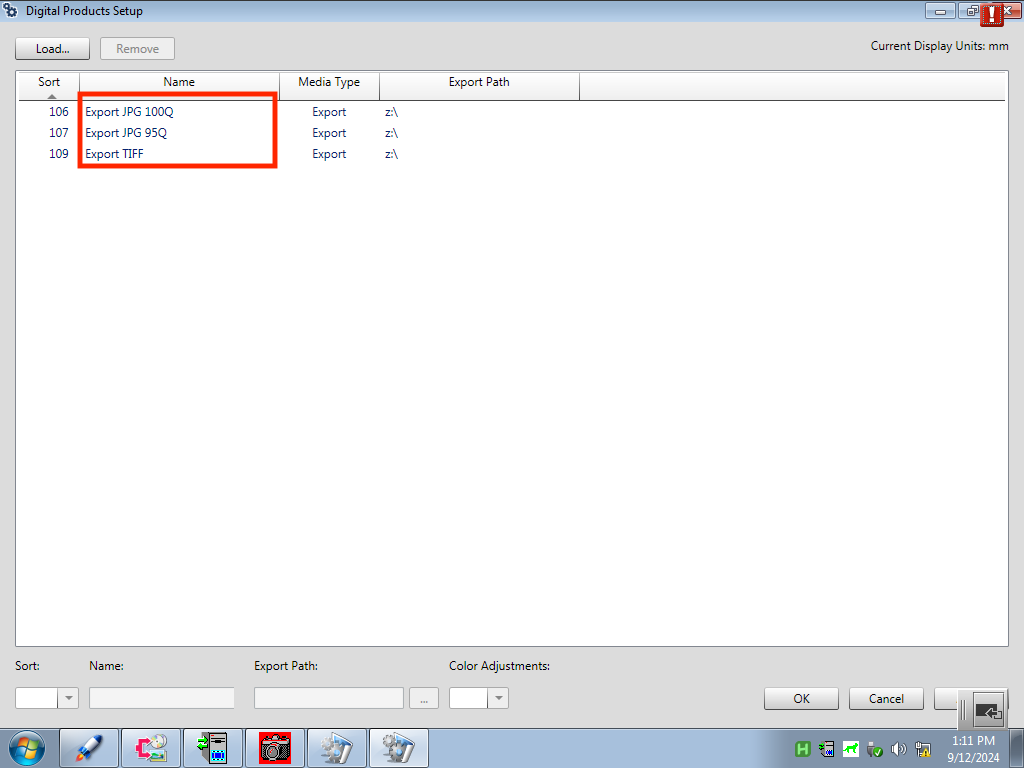 Digital Products Setup
Load... Remove Current Display Units: mm
Sort Name Media Type Export Path
106 Export JPG 100Q Export z:\
107 Export JPG 95Q Export z:\
109 Export TIFF Export z:\
Sort: Name: Export Path: Color Adjustments:
... OK Cancel
H
1:11 PM
9/12/2024